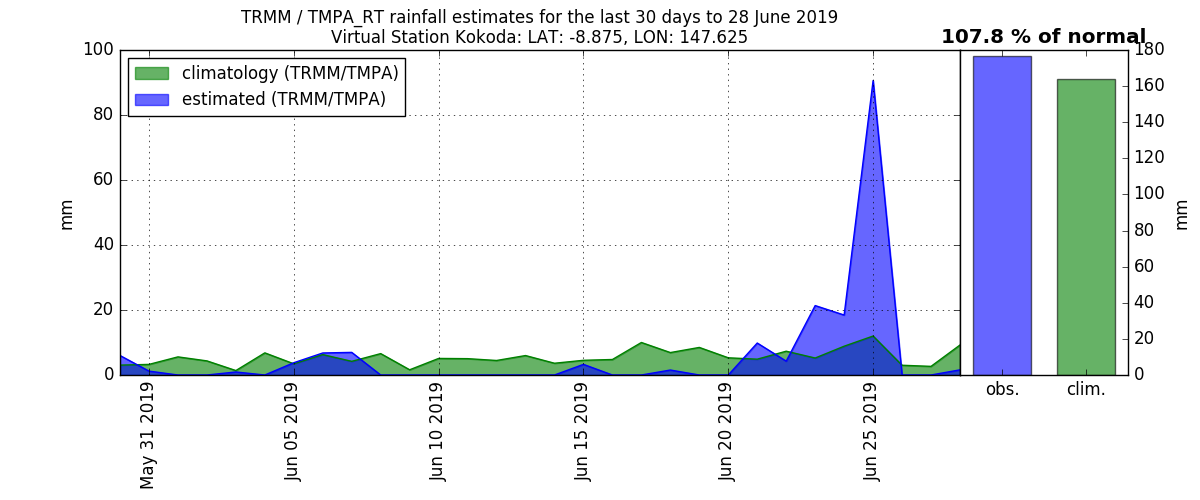 TRMM / TMPA_RT rainfall estimates for the last 30 days to 28 June 2019
Virtual Station Kokoda: LAT: -8.875, LON: 147.625
107.8 % of normal
climatology (TRMM/TMPA)
estimated (TRMM/TMPA)
mm
100
80
60
40
20
0
May 31 2019
Jun 05 2019
Jun 10 2019
Jun 15 2019
Jun 20 2019
Jun 25 2019
obs.
clim.
180
160
140
120
100
80
60
40
20
0
mm